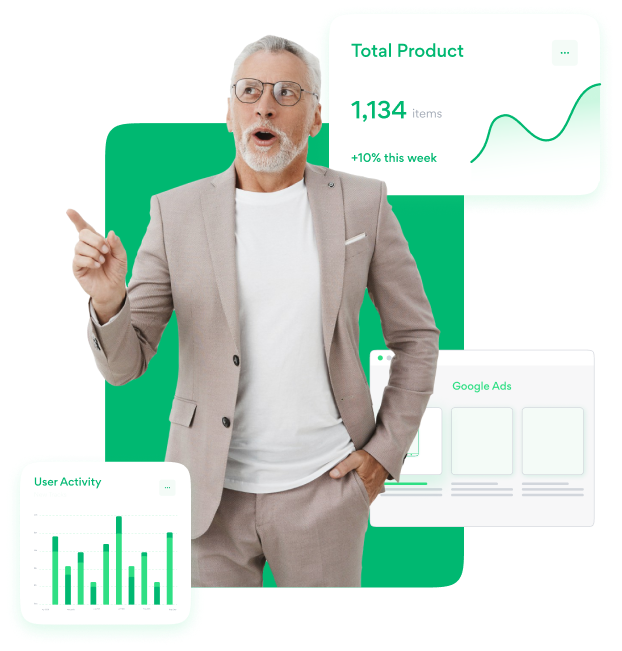 Total Product
1,134 items
+10% this week
Google Ads
User Activity